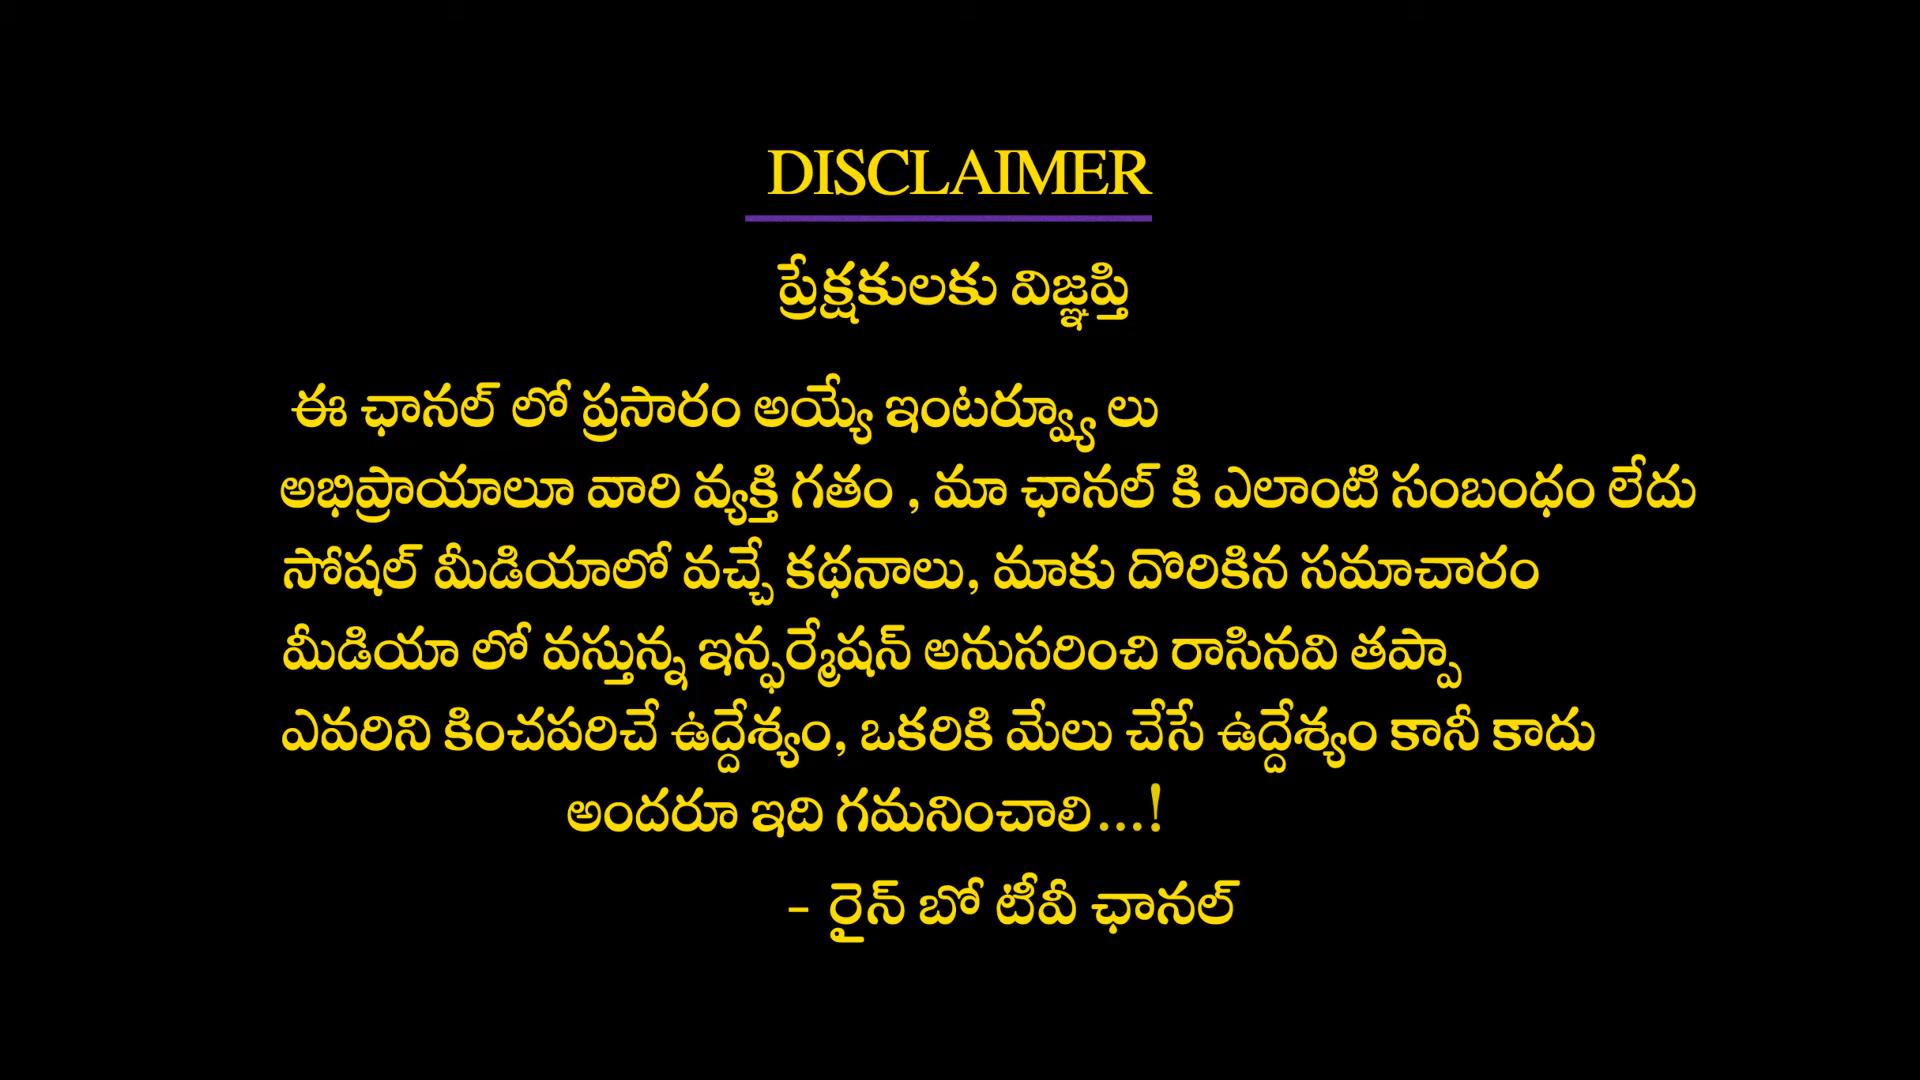 DISCLAIMER
ప్రేక్షకులకు విజ్ఞప్తి
ఈ ఛానల్ లో ప్రసారం అయ్యే ఇంటర్వ్యూ లు
అభిప్రాయాలూ వారి వ్యక్తి గతం , మా ఛానల్ కి ఎలాంటి సంబంధం లేదు
సోషల్ మీడియాలో వచ్చే కథనాలు, మాకు దొరికిన సమాచారం
మీడియా లో వస్తున్న ఇన్ఫర్మేషన్ అనుసరించి రాసినవి తప్పా
ఎవరిని కించపరిచే ఉద్దేశ్యం, ఒకరికి మేలు చేసే ఉద్దేశ్యం కానీ కాదు
అందరూ ఇది గమనించాలి...!
- రైన్ బో టీవీ ఛానల్